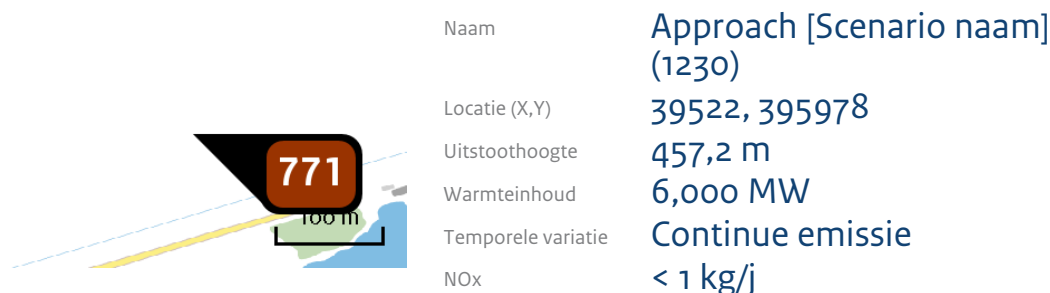 771
100 m
Naam Approach [Scenario naam]
(1230)
Locatie (X,Y) 39522, 395978
Uitstoothoogte 457,2 m
Warmteinhoud 6,000 MW
Temporele variatie Continue emissie
NOx < 1 kg/j